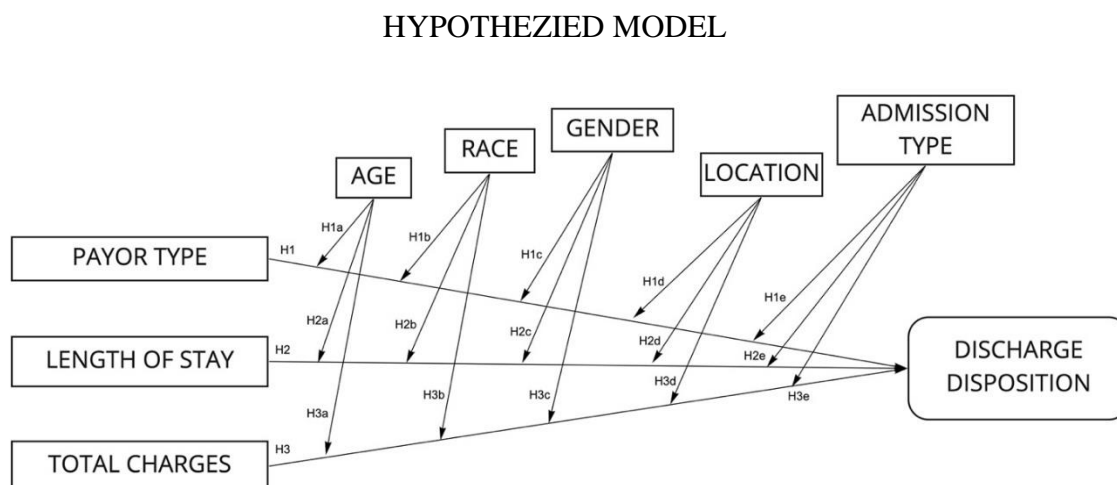 HYPOTHEZIED MODEL
ADMISSION
TYPE
GENDER
RACE
LOCATION
AGE
H1a
H1b
H1c
H1d
H1e
PAYOR TYPE
H1
H2a
H2b
H2c
H2d
H2e
LENGTH OF STAY
H2
DISCHARGE
DISPOSITION
H3a
H3b
H3c
H3d
H3e
TOTAL CHARGES
H3